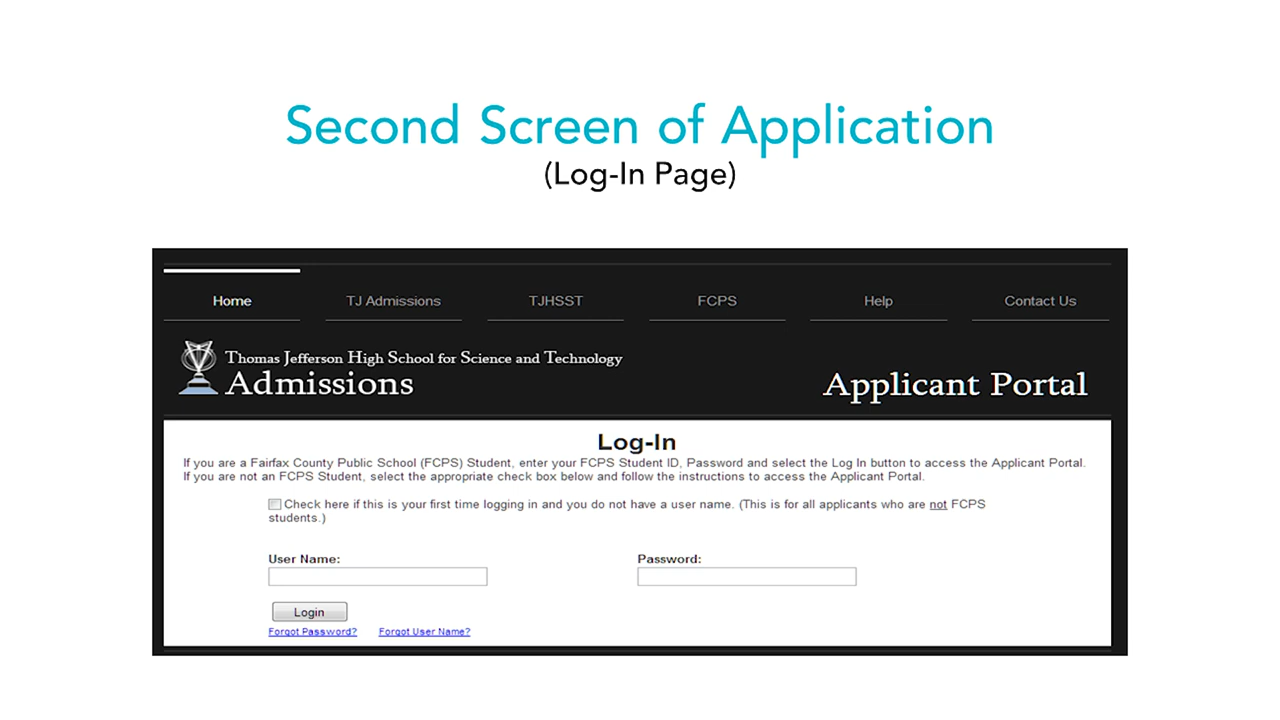 Second Screen of Application
(Log-In Page)
Home TJ Admissions TJHSST FCPS Help Contact Us
Thomas Jefferson High School for Science and Technology
Admissions
Applicant Portal
Log-In
If you are a Fairfax County Public School (FCPS) Student, enter your FCPS Student ID, Password and select the Log In button to access the Applicant Portal.
If you are not an FCPS Student, select the appropriate check box below and follow the instructions to access the Applicant Portal.
Check here if this is your first time logging in and you do not have a user name. (This is for all applicants who are not FCPS
students.)
User Name: Password:
Login
Forgot Password? Forgot User Name?